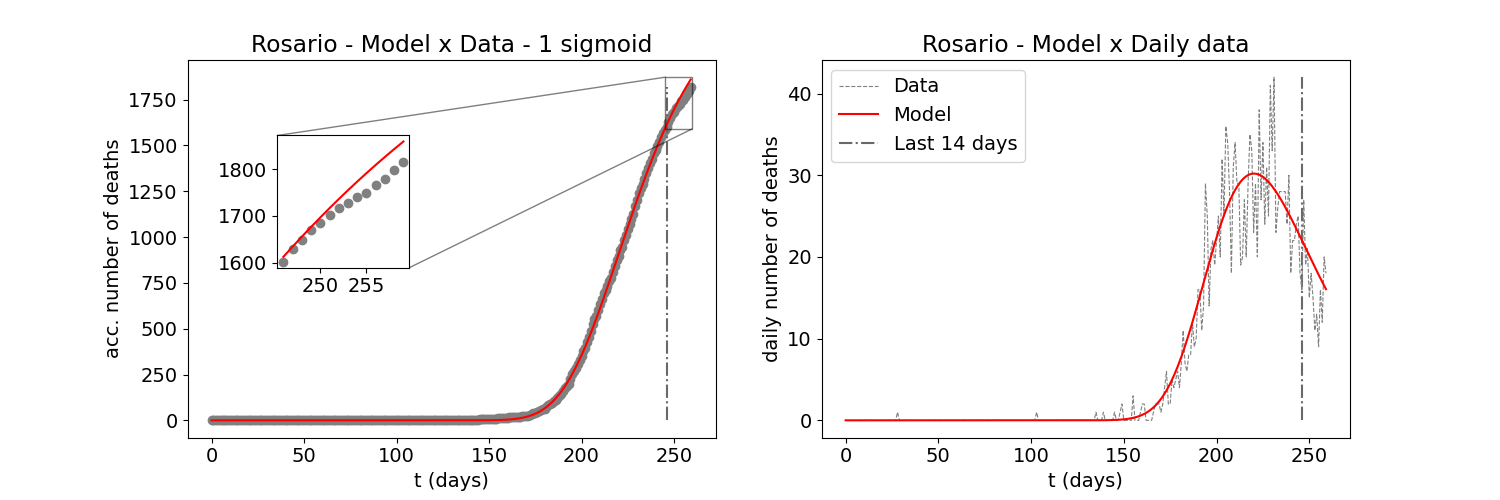 Rosario - Model x Data - 1 sigmoid
acc. number of deaths
1750
1500
1250
1000
750
500
250
0
1800
1700
1600
250 255
0 50 100 150 200 250
t (days)
Rosario - Model x Daily data
daily number of deaths
40
30
20
10
0
Data
Model
Last 14 days
0 50 100 150 200 250
t (days)